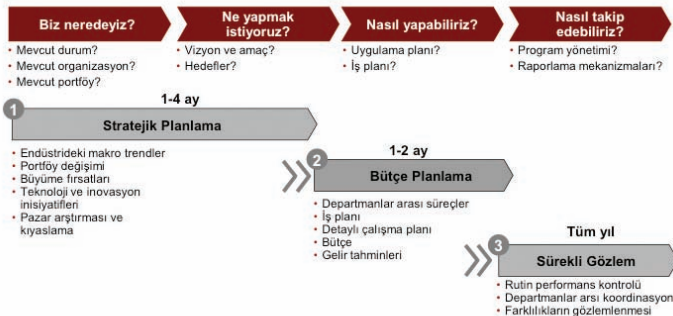 Biz neredeyiz?
Ne yapmak
istiyoruz?
Nasıl yapabiliriz?
Nasıl takip
edebiliriz?
• Mevcut durum?
• Mevcut organizasyon?
• Mevcut portföy?
• Vizyon ve amaç?
• Hedefler?
• Uygulama planı?
• İş planı?
• Program yönetimi?
• Raporlama mekanizmaları?
1-4 ay
1
Stratejik Planlama
• Endüstrideki makro trendler
• Portföy değişimi
• Büyüme fırsatları
• Teknoloji ve inovasyon
inisiyatifleri
• Pazar arştırması ve
kıyaslama
1-2 ay
2
Bütçe Planlama
• Departmanlar arası süreçler
• İş planı
• Detaylı çalışma planı
• Bütçe
• Gelir tahminleri
Tüm yıl
3
Sürekli Gözlem
• Rutin performans kontrolü
• Departmanlar arsı koordinasyon
• Farklılıkların gözlemlenmesi